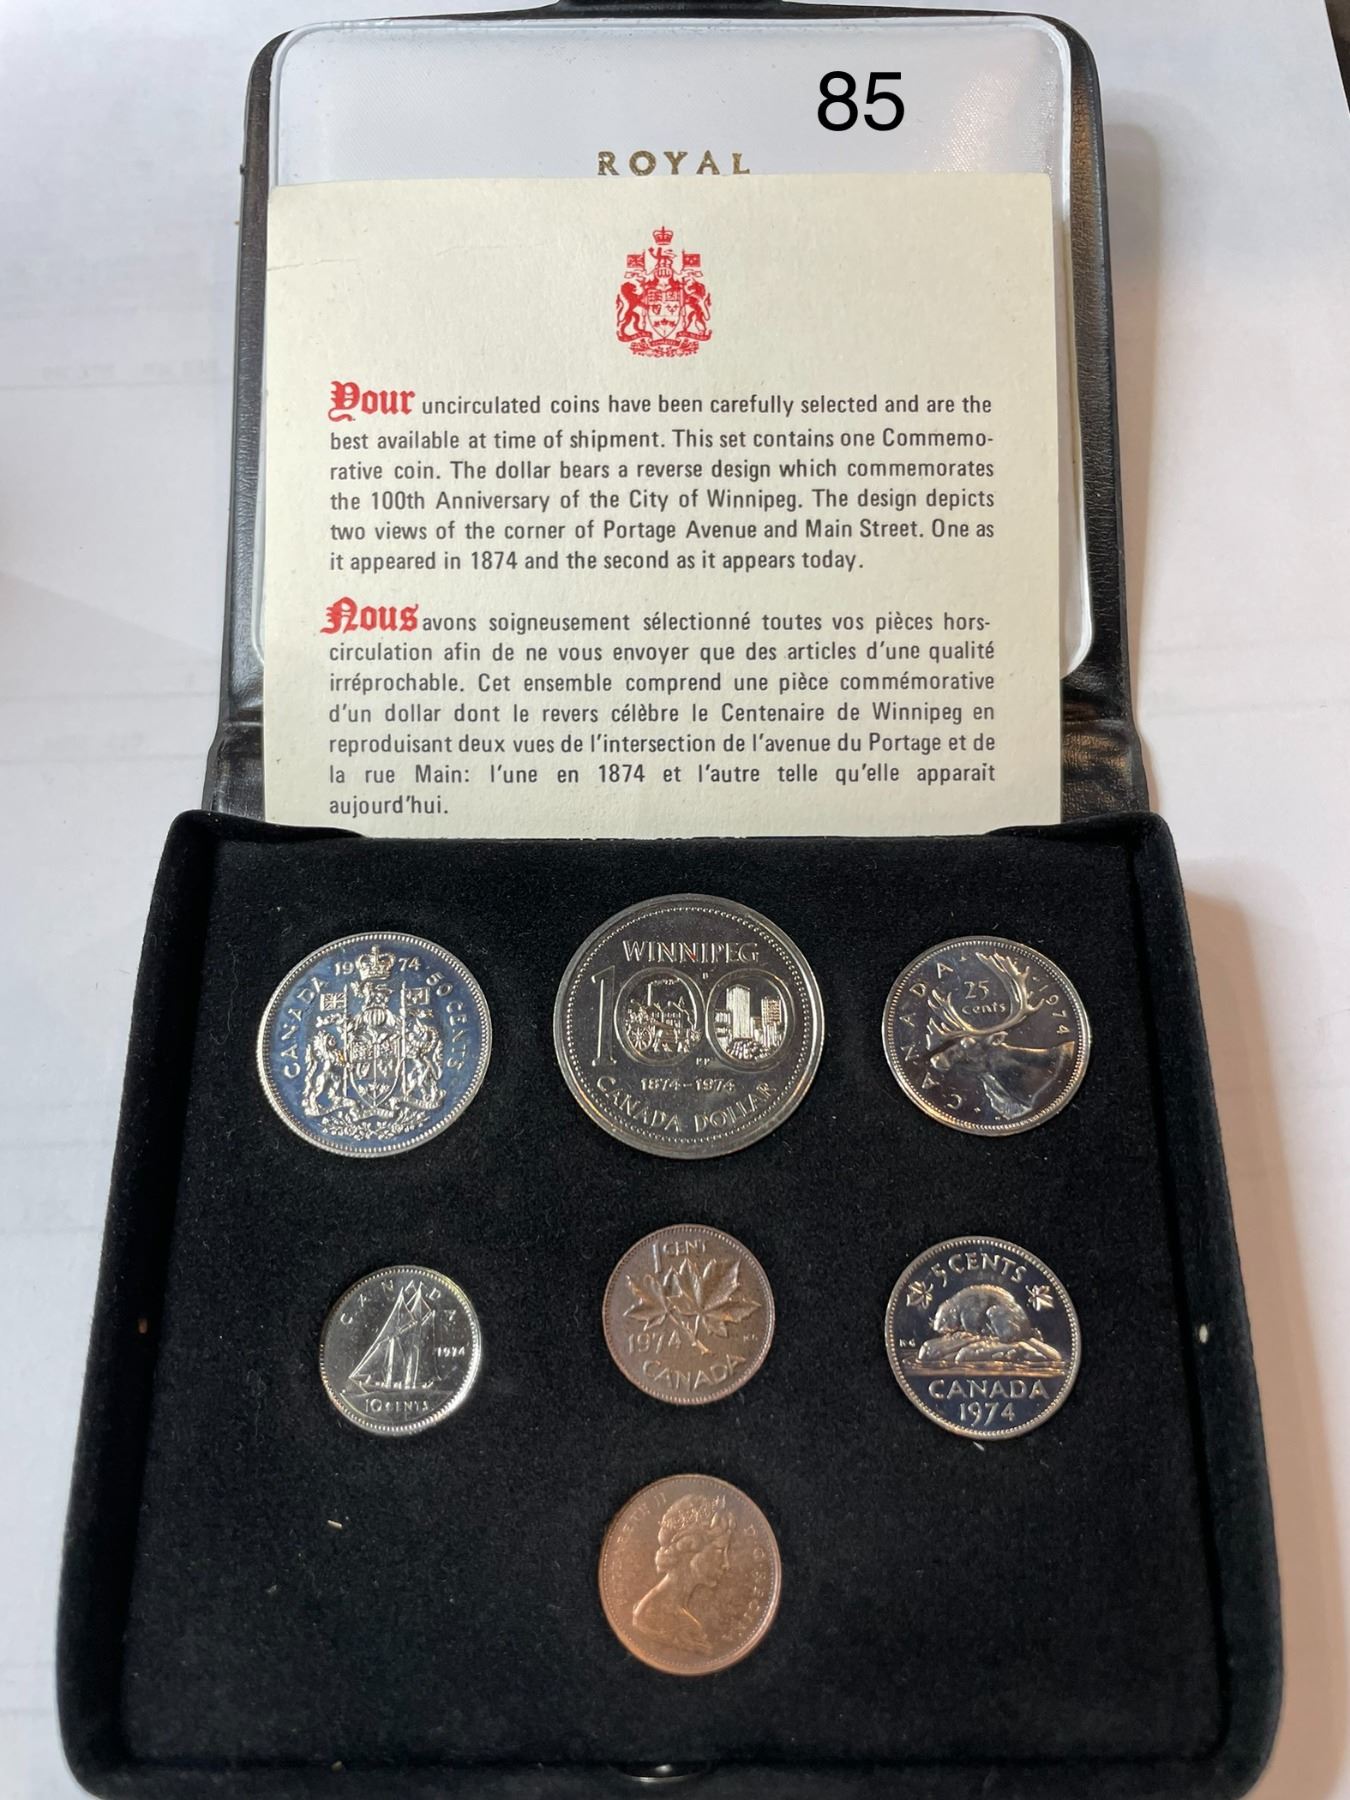 85
ROYAL
Your uncirculated coins have been carefully selected and are the
best available at time of shipment. This set contains one Commemo-
rative coin. The dollar bears a reverse design which commemorates
the 100th Anniversary of the City of Winnipeg. The design depicts
two views of the corner of Portage Avenue and Main Street. One as
it appeared in 1874 and the second as it appears today.
Nous avons soigneusement sélectionné toutes vos pièces hors-
circulation afin de ne vous envoyer que des articles d'une qualité
irréprochable. Cet ensemble comprend une pièce commémorative
d'un dollar dont le revers célèbre le Centenaire de Winnipeg en
reproduisant deux vues de l'intersection de l'avenue du Portage et de
la rue Main: l'une en 1874 et l'autre telle qu'elle apparait
aujourd'hui.
CANADA 1974 50 CENTS
WINNIPEG
100
1874-1974
CANADA DOLLAR
CANADA 1974
25
cents
CANADA
1974
10 CENTS
1 CENT
1974
CANADA
5 CENTS
CANADA
1974
ELIZABETH II